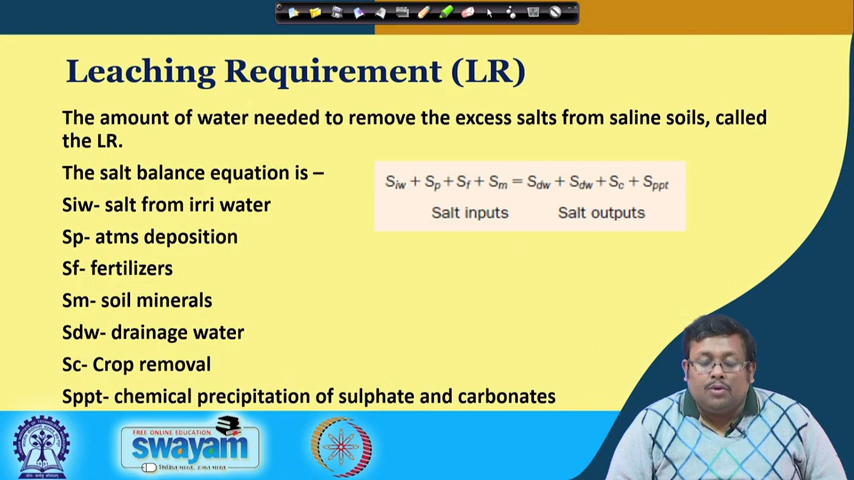 Leaching Requirement (LR)
The amount of water needed to remove the excess salts from saline soils, called
the LR.
The salt balance equation is –
Siw- salt from irri water
Sp- atms deposition
Sf- fertilizers
Sm- soil minerals
Sdw- drainage water
Sc- Crop removal
Sppt- chemical precipitation of sulphate and carbonates
Siw + Sp + Sf + Sm = Sdw + Sdw + Sc + Sppt
Salt inputs Salt outputs
FREE ONLINE EDUCATION
swayam